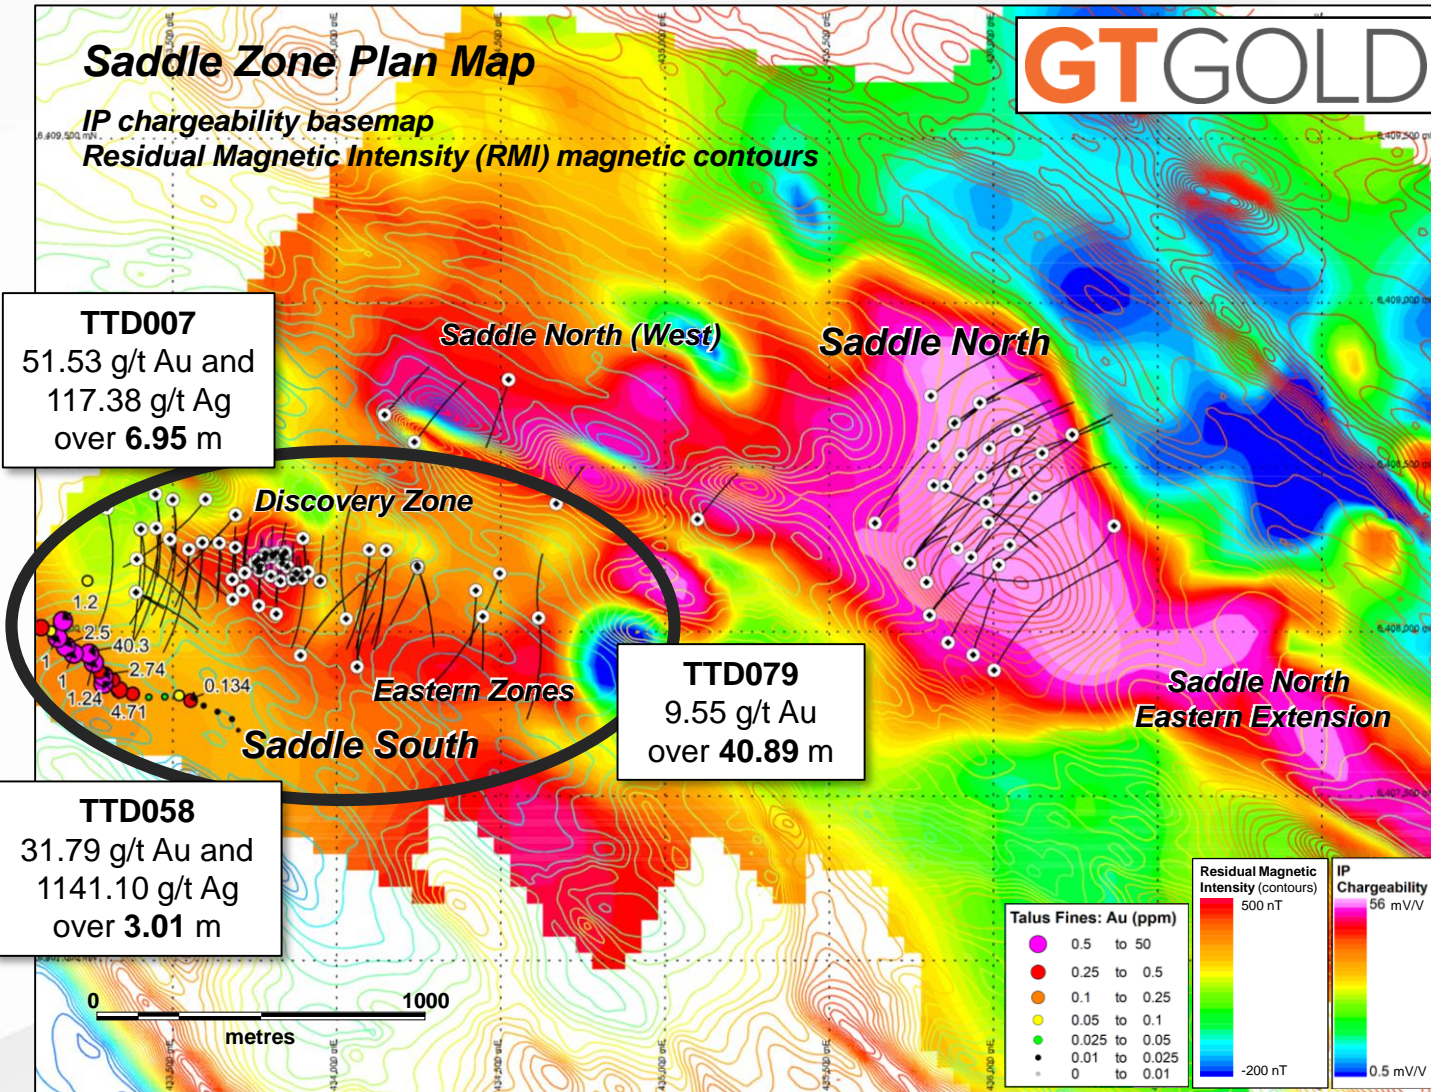 Saddle Zone Plan Map
IP chargeability basemap
Residual Magnetic Intensity (RMI) magnetic contours
GTGOLD
6,409,500 mN
TTD007
51.53 g/t Au and
117.38 g/t Ag
over 6.95 m
Saddle North (West)
Saddle North
Discovery Zone
1.2
2.5
40.3
2.74
1
1
1.24
4.71
0.134
Eastern Zones
Saddle South
TTD079
9.55 g/t Au
over 40.89 m
Saddle North
Eastern Extension
TTD058
31.79 g/t Au and
1141.10 g/t Ag
over 3.01 m
0 1000
metres
Talus Fines: Au (ppm)
0.5 to 50
0.25 to 0.5
0.1 to 0.25
0.05 to 0.1
0.025 to 0.05
0.01 to 0.025
0 to 0.01
Residual Magnetic
Intensity (contours)
500 nT
-200 nT
IP
Chargeability
56 mV/V
0.5 mV/V